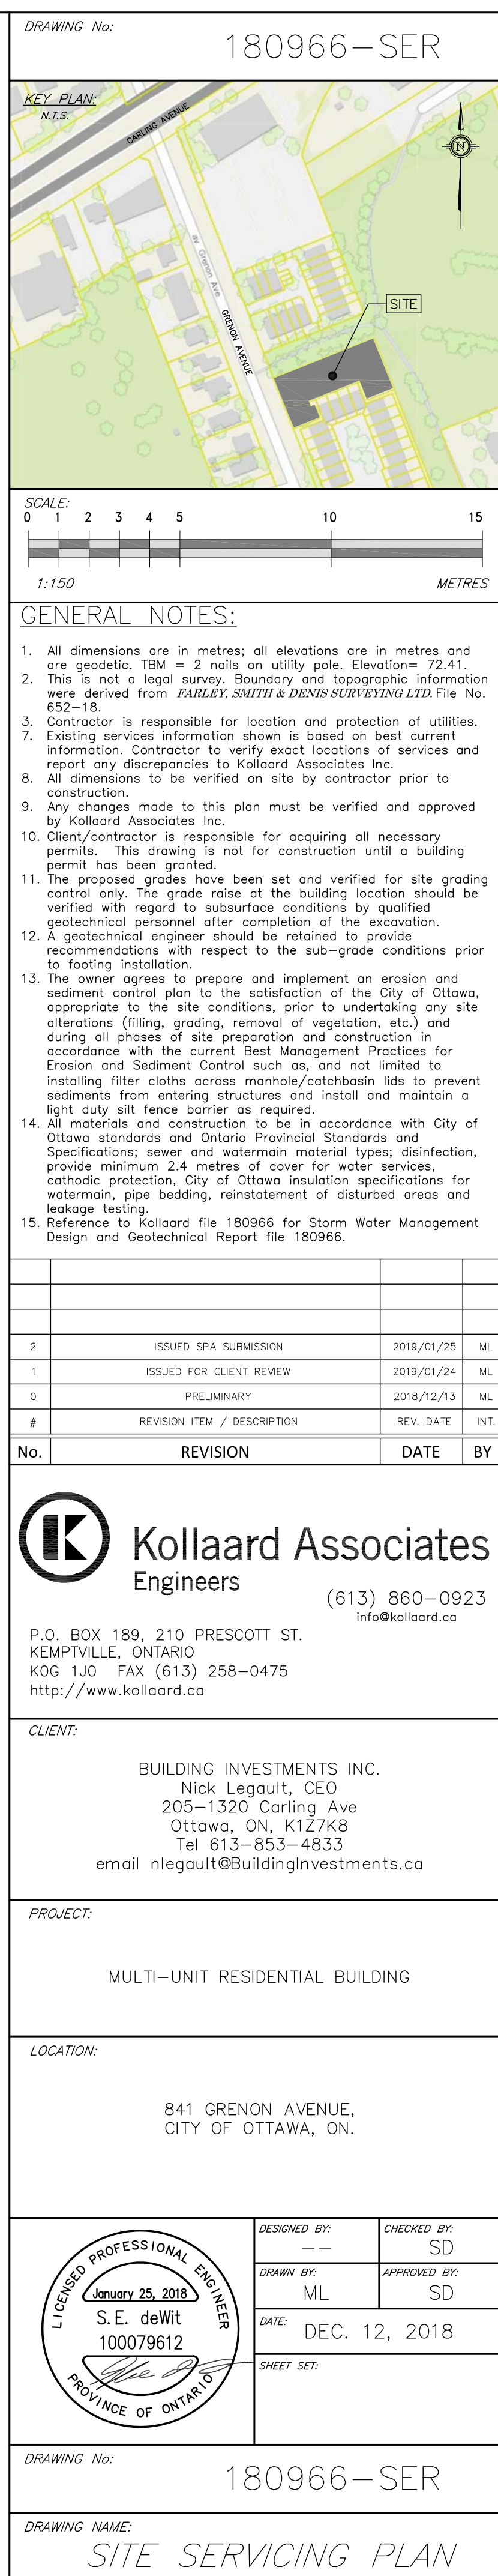 DRAWING No:
180966-SER
KEY PLAN:
N.T.S.
CARLING AVENUE
N
av. Grenon Ave
GRENON AVENUE
SITE
SCALE:
0 1 2 3 4 5 10 15
1:150 METRES
GENERAL NOTES:
1. All dimensions are in metres; all elevations are in metres and
are geodetic. TBM = 2 nails on utility pole. Elevation= 72.41.
2. This is not a legal survey. Boundary and topographic information
were derived from FARLEY, SMITH & DENIS SURVEYING LTD. File No.
652-18.
3. Contractor is responsible for location and protection of utilities.
7. Existing services information shown is based on best current
information. Contractor to verify exact locations of services and
report any discrepancies to Kollaard Associates Inc.
8. All dimensions to be verified on site by contractor prior to
construction.
9. Any changes made to this plan must be verified and approved
by Kollaard Associates Inc.
10. Client/contractor is responsible for acquiring all necessary
permits. This drawing is not for construction until a building
permit has been granted.
11. The proposed grades have been set and verified for site grading
control only. The grade raise at the building location should be
verified with regard to subsurface conditions by qualified
geotechnical personnel after completion of the excavation.
12. A geotechnical engineer should be retained to provide
recommendations with respect to the sub-grade conditions prior
to footing installation.
13. The owner agrees to prepare and implement an erosion and
sediment control plan to the satisfaction of the City of Ottawa,
appropriate to the site conditions, prior to undertaking any site
alterations (filling, grading, removal of vegetation, etc.) and
during all phases of site preparation and construction in
accordance with the current Best Management Practices for
Erosion and Sediment Control such as, and not limited to
installing filter cloths across manhole/catchbasin lids to prevent
sediments from entering structures and install and maintain a
light duty silt fence barrier as required.
14. All materials and construction to be in accordance with City of
Ottawa standards and Ontario Provincial Standards and
Specifications; sewer and watermain material types; disinfection,
provide minimum 2.4 metres of cover for water services,
cathodic protection, City of Ottawa insulation specifications for
watermain, pipe bedding, reinstatement of disturbed areas and
leakage testing.
15. Reference to Kollaard file 180966 for Storm Water Management
Design and Geotechnical Report file 180966.
2 ISSUED SPA SUBMISSION 2019/01/25 ML
1 ISSUED FOR CLIENT REVIEW 2019/01/24 ML
0 PRELIMINARY 2018/12/13 ML
# REVISION ITEM / DESCRIPTION REV. DATE INT.
No. REVISION DATE BY
K
Kollaard Associates
Engineers
(613) 860-0923
info@kollaard.ca
P.O. BOX 189, 210 PRESCOTT ST.
KEMPTVILLE, ONTARIO
K0G 1J0 FAX (613) 258-0475
http://www.kollaard.ca
CLIENT:
BUILDING INVESTMENTS INC.
Nick Legault, CEO
205-1320 Carling Ave
Ottawa, ON, K1Z7K8
Tel 613-853-4833
email nlegault@BuildingInvestments.ca
PROJECT:
MULTI-UNIT RESIDENTIAL BUILDING
LOCATION:
841 GRENON AVENUE,
CITY OF OTTAWA, ON.
LICENSED PROFESSIONAL ENGINEER
January 25, 2018
S.E. deWit
100079612
PROVINCE OF ONTARIO
DESIGNED BY:
--
CHECKED BY:
SD
DRAWN BY:
ML
APPROVED BY:
SD
DATE:
DEC. 12, 2018
SHEET SET:
DRAWING No:
180966-SER
DRAWING NAME:
SITE SERVICING PLAN